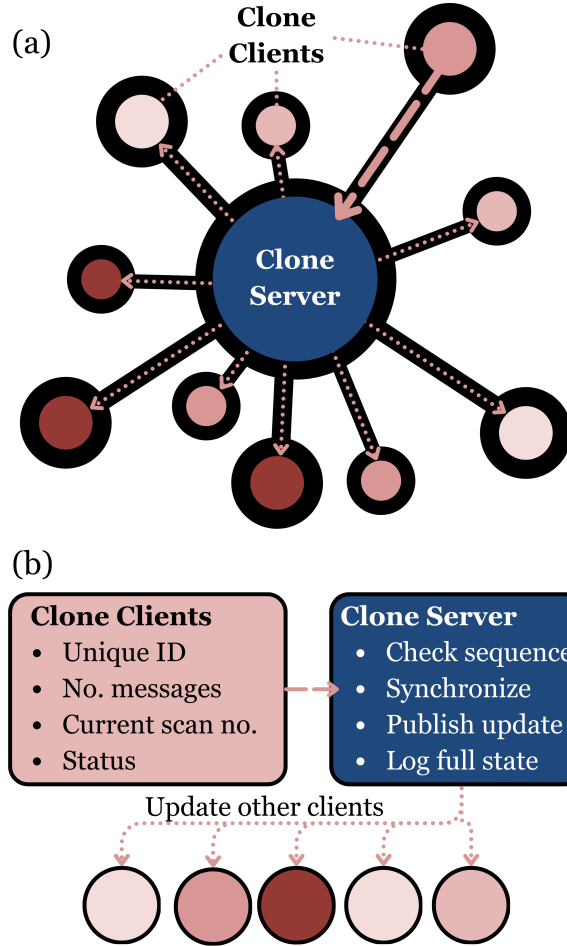 (a)
Clone
Clients
Clone
Server
(b)
Clone Clients
• Unique ID
• No. messages
• Current scan no.
• Status
Clone Server
• Check sequence
• Synchronize
• Publish update
• Log full state
Update other clients